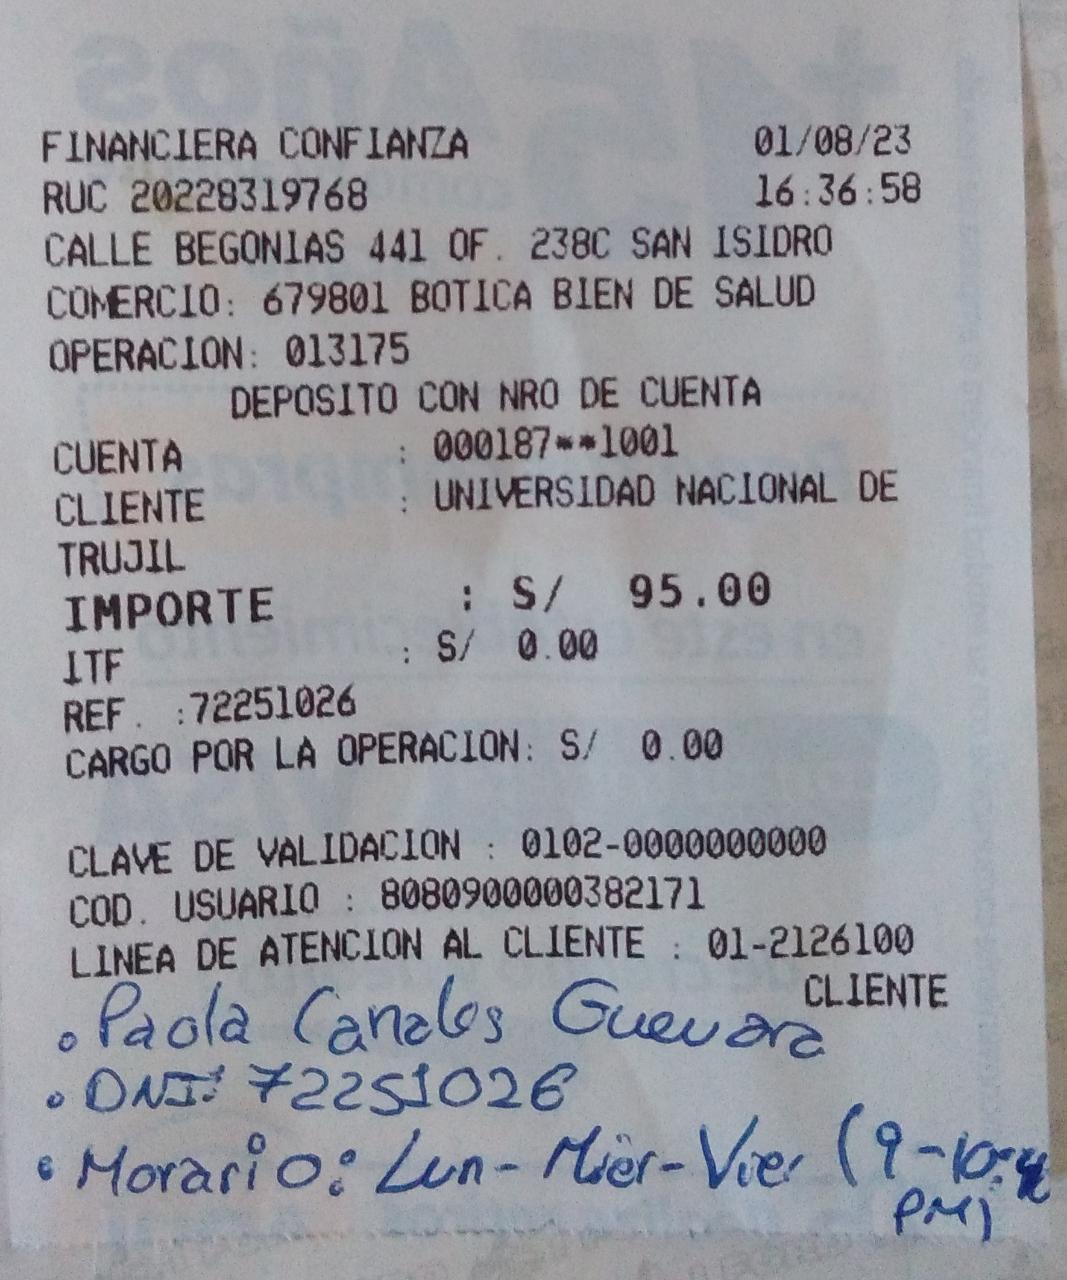 FINANCIERA CONFIANZA 01/08/23
RUC 20228319768 16:36:58
CALLE BEGONIAS 441 OF. 238C SAN ISIDRO
COMERCIO: 679801 BOTICA BIEN DE SALUD
OPERACION: 013175
DEPOSITO CON NRO DE CUENTA
CUENTA : 000187**1001
CLIENTE : UNIVERSIDAD NACIONAL DE
TRUJIL
IMPORTE : S/ 95.00
ITF : S/ 0.00
REF. :72251026
CARGO POR LA OPERACION: S/ 0.00
CLAVE DE VALIDACION : 0102-0000000000
COD. USUARIO : 8080900000382171
LINEA DE ATENCION AL CLIENTE : 01-2126100
CLIENTE
• Paola Canales Guevara
• DNI: 72251026
• Horario: Lun-Mier-Vier (9-10:
PM)